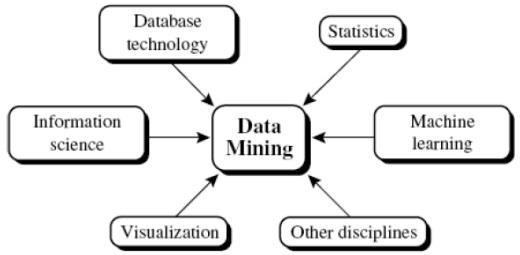 Database
technology
Statistics
Information
science
Data
Mining
Machine
learning
Visualization
Other disciplines